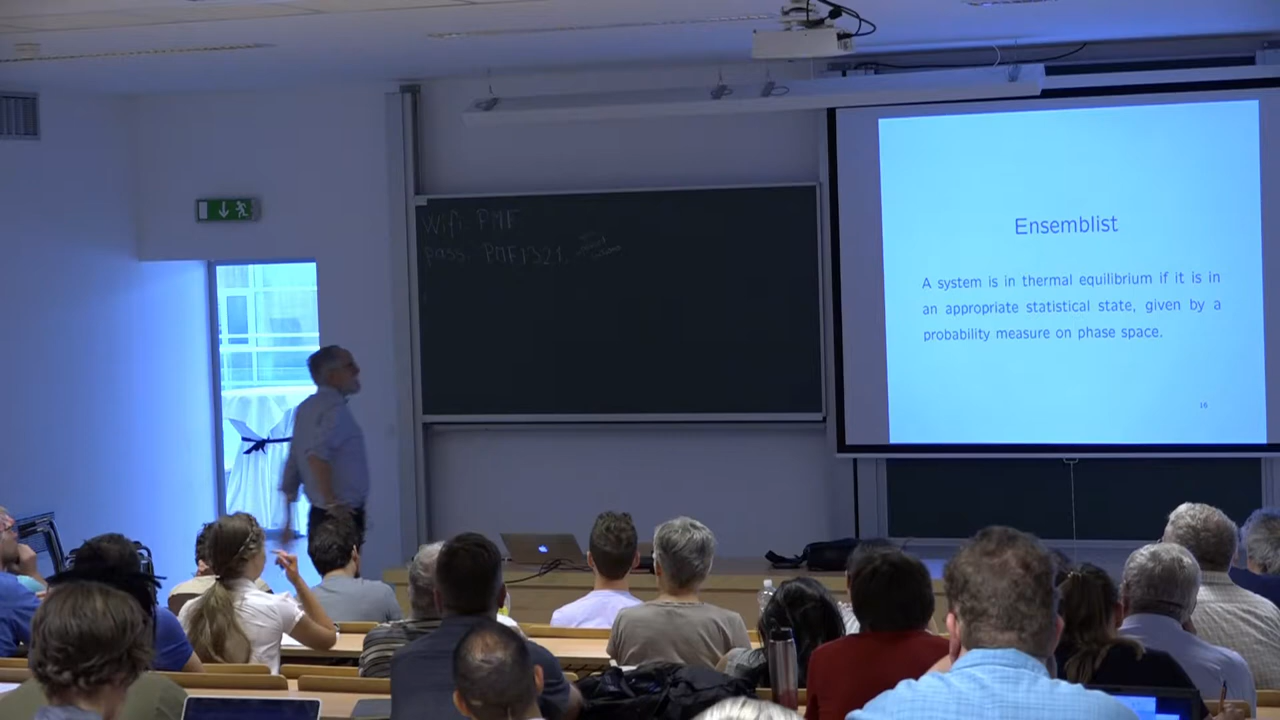 Wifi: PMF
pass: PMF1321.
Ensemblist
A system is in thermal equilibrium if it is in
an appropriate statistical state, given by a
probability measure on phase space.
16